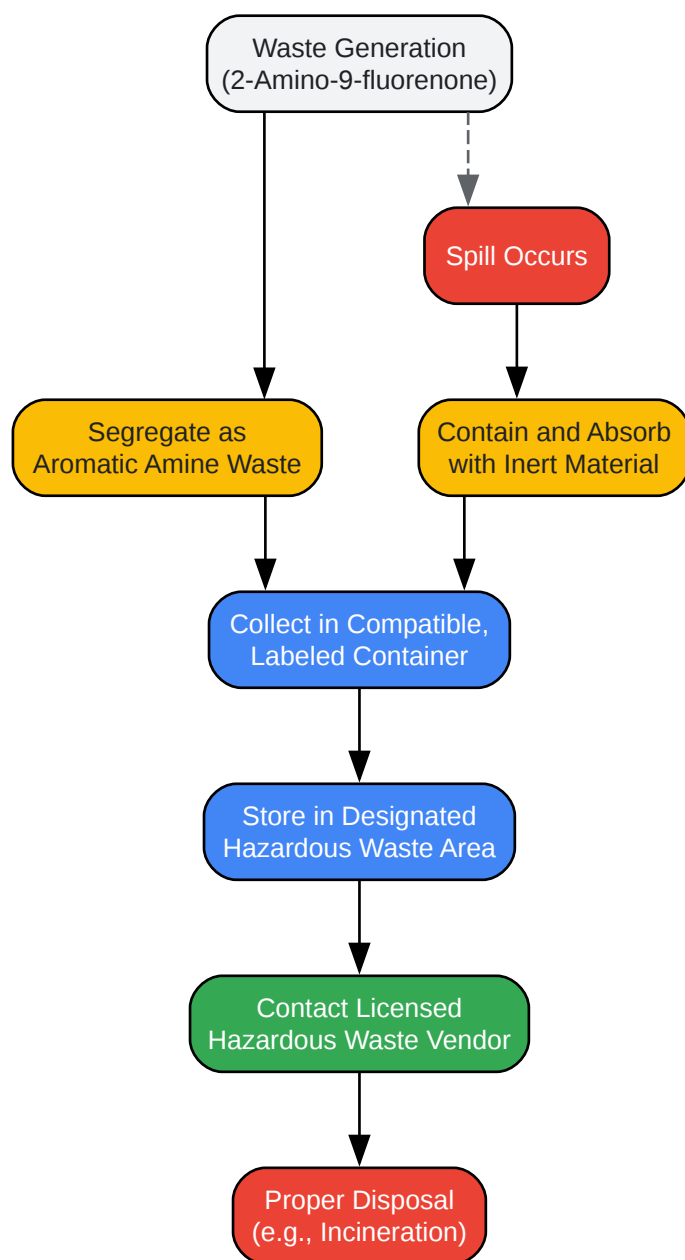 Waste Generation
(2-Amino-9-fluorenone)
Spill Occurs
Segregate as
Aromatic Amine Waste
Contain and Absorb
with Inert Material
Collect in Compatible,
Labeled Container
Store in Designated
Hazardous Waste Area
Contact Licensed
Hazardous Waste Vendor
Proper Disposal
(e.g., Incineration)